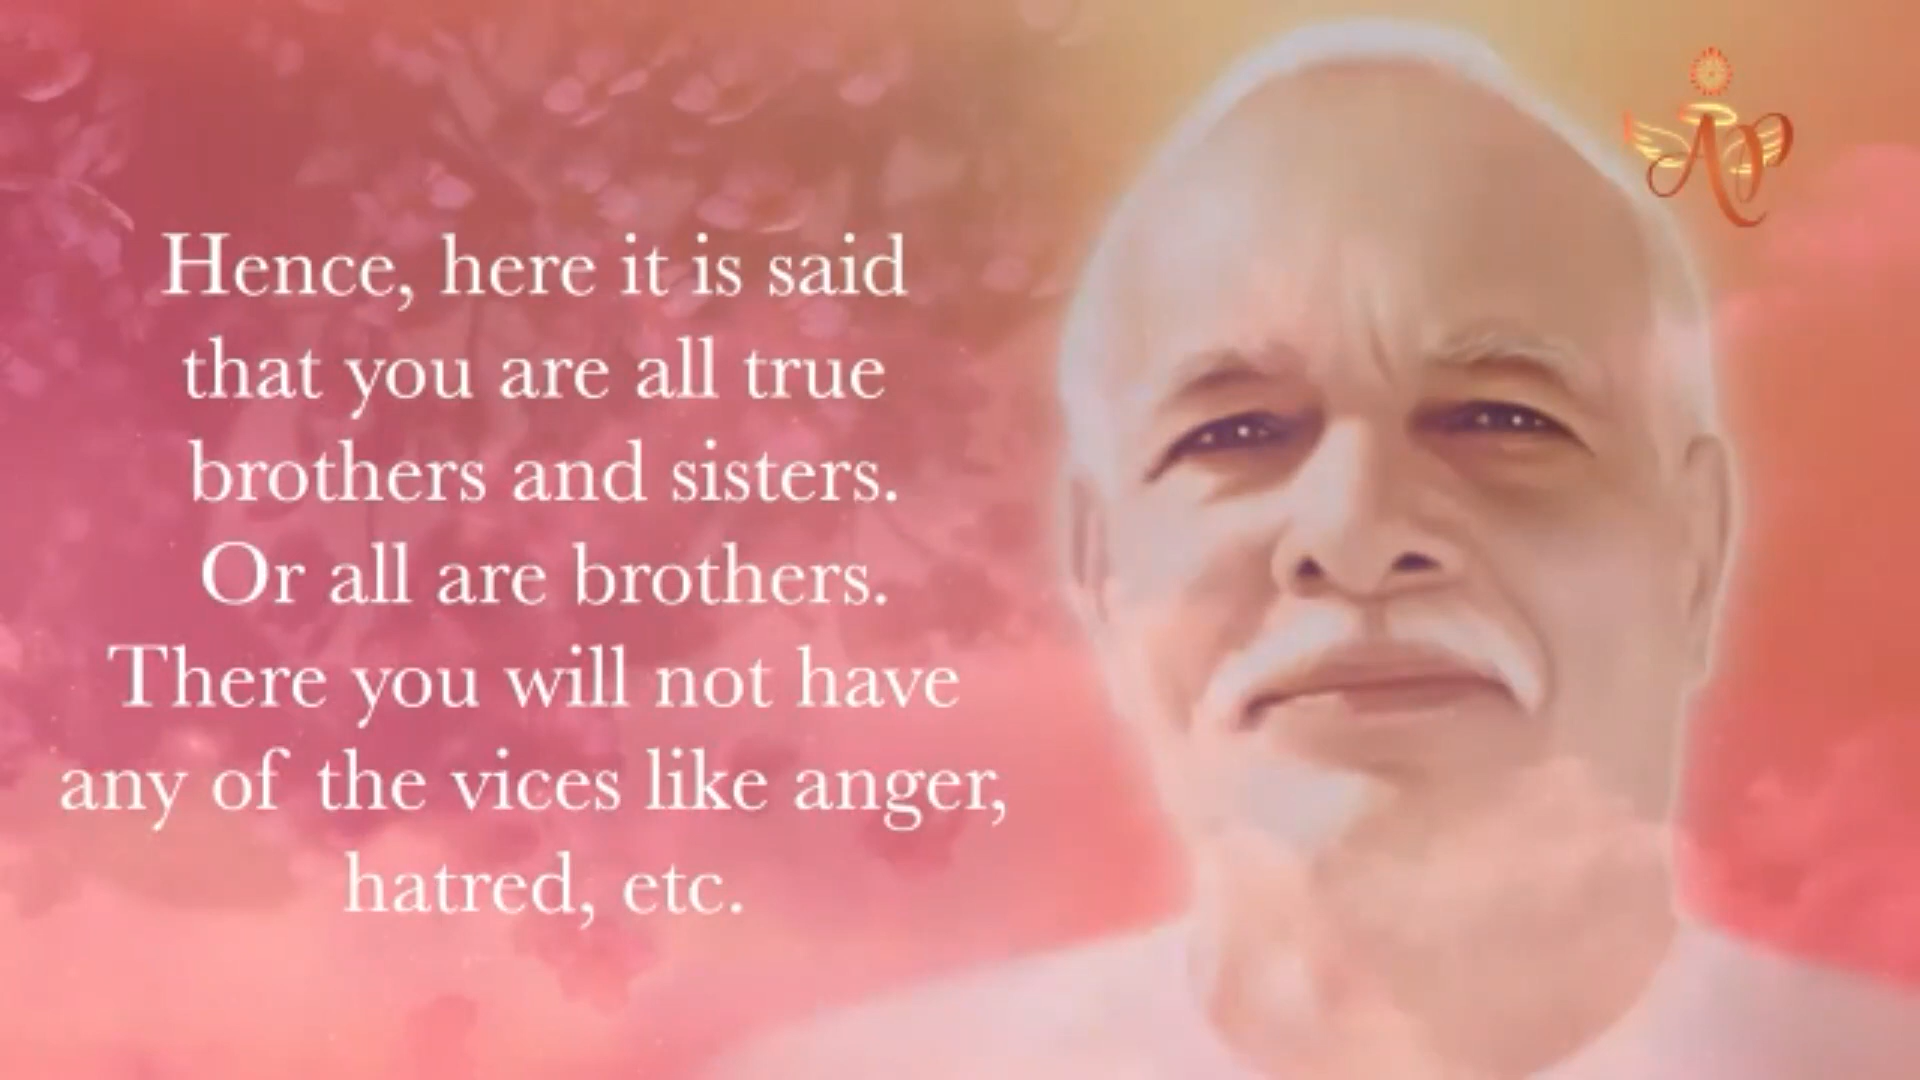 AP
Hence, here it is said
that you are all true
brothers and sisters.
Or all are brothers.
There you will not have
any of the vices like anger,
hatred, etc.